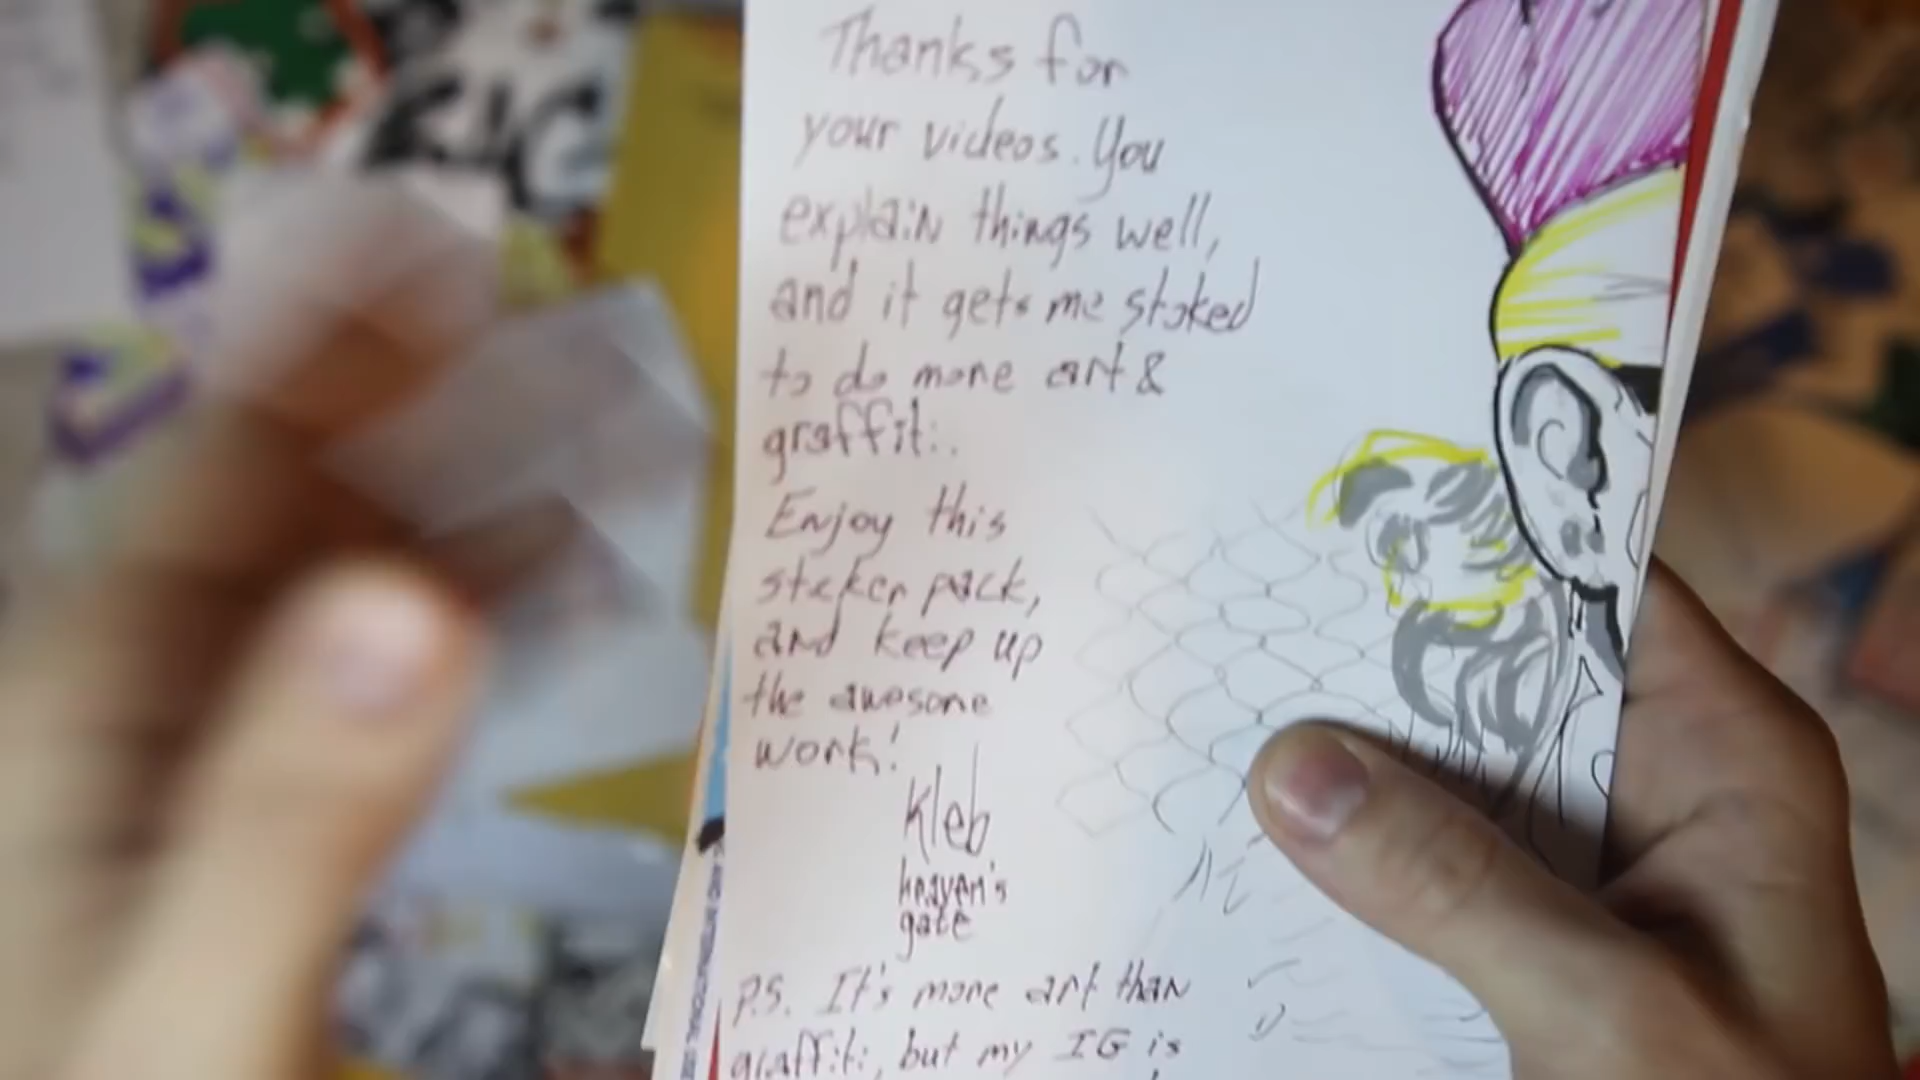 Thanks for
your videos. You
explain things well,
and it gets me stoked
to do more art &
graffiti.
Enjoy this
sticker pack,
and keep up
the awesome
work!
Kleb
heaven's
gate
P.S. It's more art than
graffiti, but my IG is